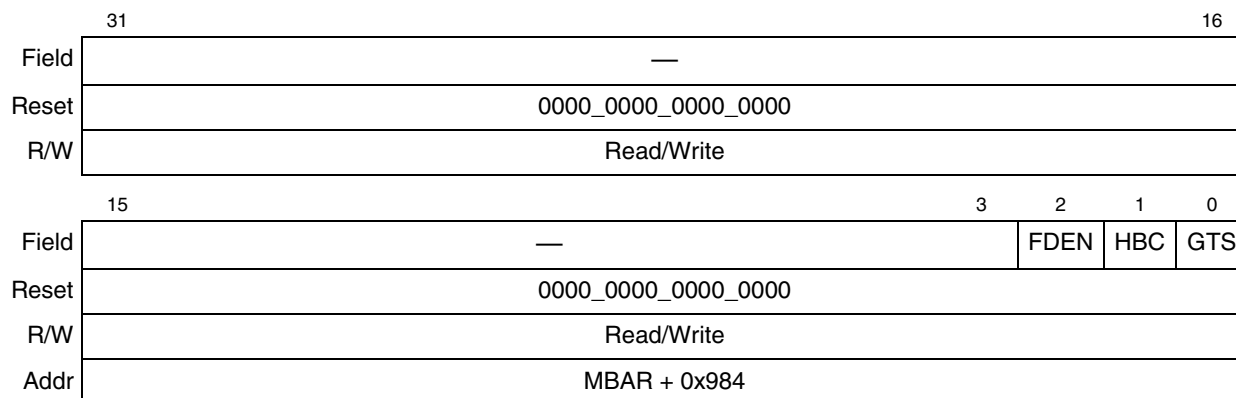 31 16
Field —
Reset 0000_0000_0000_0000
R/W Read/Write
15 3 2 1 0
Field — FDEN HBC GTS
Reset 0000_0000_0000_0000
R/W Read/Write
Addr MBAR + 0x984